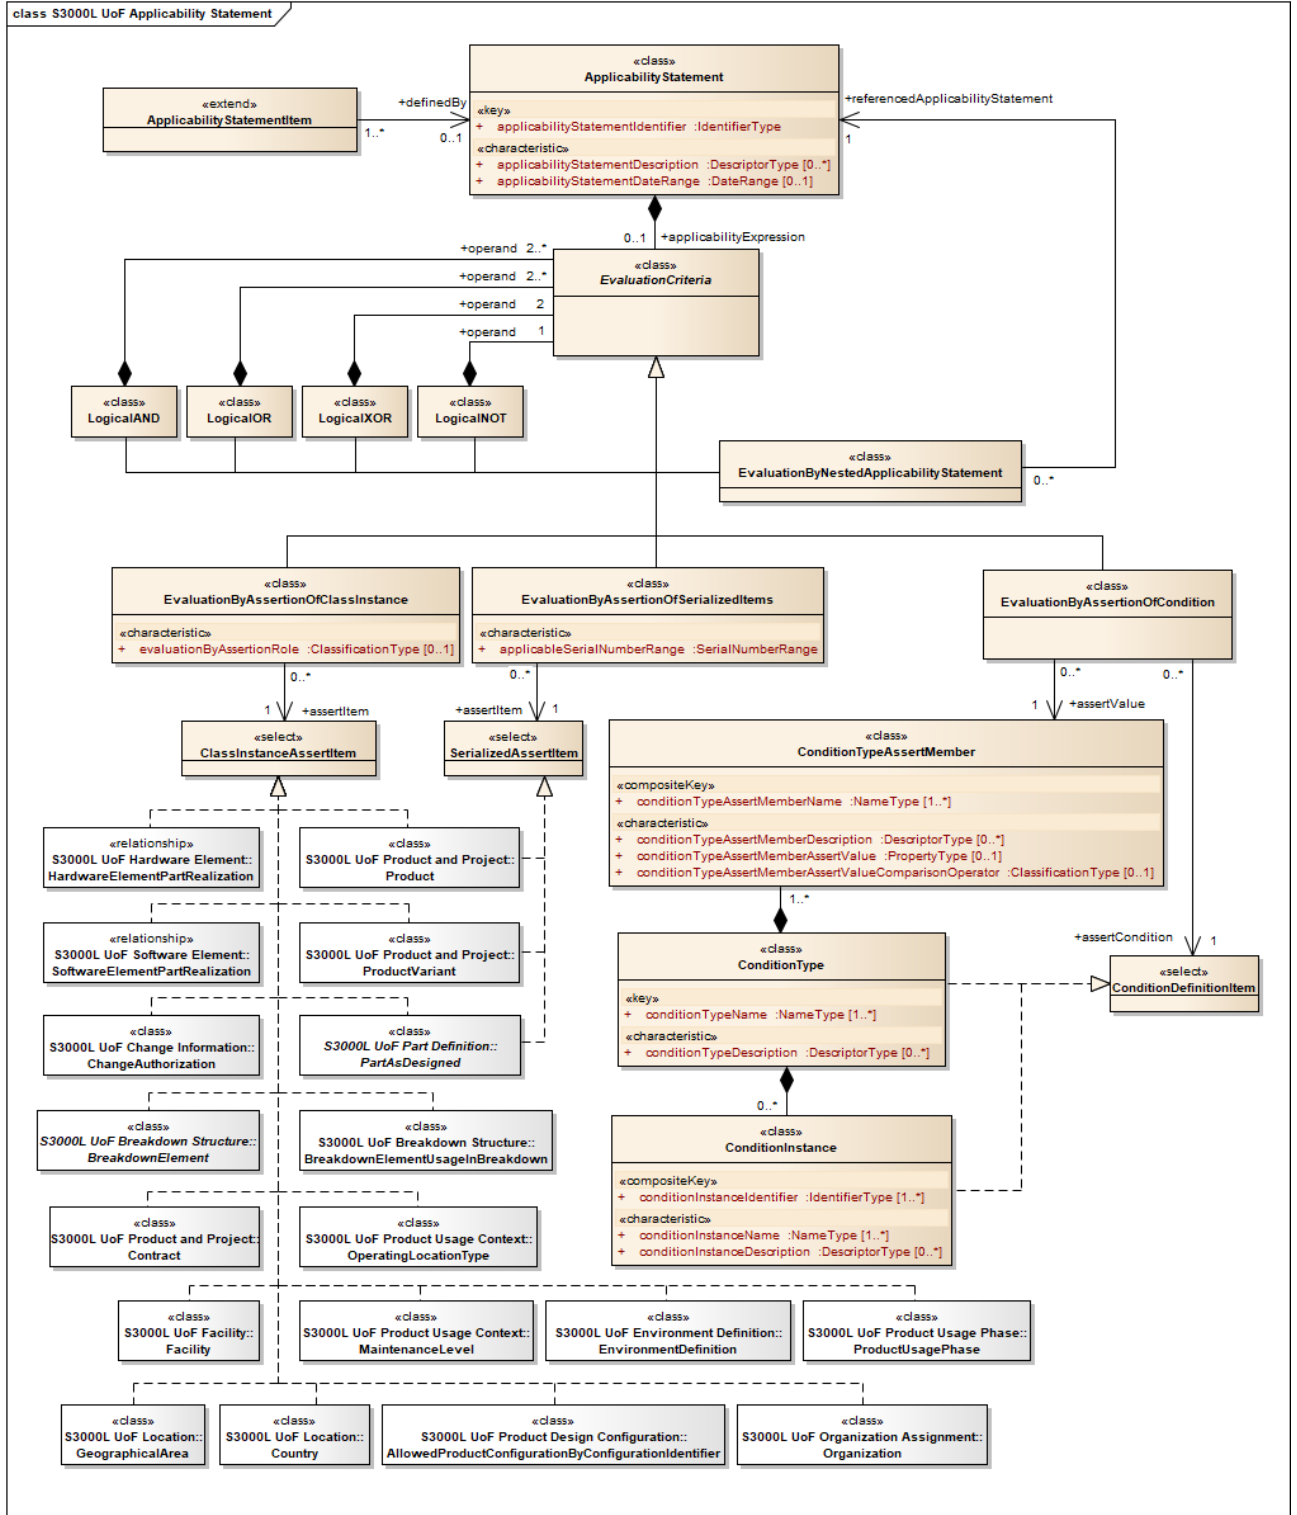 class S3000L UoF Applicability Statement
«class»
ApplicabilityStatement
«key»
+ applicabilityStatementIdentifier :IdentifierType
«characteristic»
+ applicabilityStatementDescription :DescriptorType [0..*]
+ applicabilityStatementDateRange :DateRange [0..1]
«extend»
ApplicabilityStatementItem
+definedBy
1..*
0..1
+referencedApplicabilityStatement
1
0..1
+applicabilityExpression
+operand 2..*
+operand 2..*
+operand 2
+operand 1
«class»
EvaluationCriteria
«class»
LogicalAND
«class»
LogicalOR
«class»
LogicalXOR
«class»
LogicalNOT
«class»
EvaluationByNestedApplicabilityStatement
0..*
«class»
EvaluationByAssertionOfClassInstance
«characteristic»
+ evaluationByAssertionRole :ClassificationType [0..1]
«class»
EvaluationByAssertionOfSerializedItems
«characteristic»
+ applicableSerialNumberRange :SerialNumberRange
«class»
EvaluationByAssertionOfCondition
0..*
1
+assertItem
0..*
+assertItem
1
0..*
0..*
1
+assertValue
«select»
ClassInstanceAssertItem
«select»
SerializedAssertItem
«class»
ConditionTypeAssertMember
«compositeKey»
+ conditionTypeAssertMemberName :NameType [1..*]
«characteristic»
+ conditionTypeAssertMemberDescription :DescriptorType [0..*]
+ conditionTypeAssertMemberAssertValue :PropertyType [0..1]
+ conditionTypeAssertMemberAssertValueComparisonOperator :ClassificationType [0..1]
1..*
«relationship»
S3000L UoF Hardware Element::
HardwareElementPartRealization
«class»
S3000L UoF Product and Project::
Product
«relationship»
S3000L UoF Software Element::
SoftwareElementPartRealization
«class»
S3000L UoF Product and Project::
ProductVariant
«class»
ConditionType
«key»
+ conditionTypeName :NameType [1..*]
«characteristic»
+ conditionTypeDescription :DescriptorType [0..*]
+assertCondition
1
«select»
ConditionDefinitionItem
«class»
S3000L UoF Change Information::
ChangeAuthorization
«class»
S3000L UoF Part Definition::
PartAsDesigned
0..*
«class»
S3000L UoF Breakdown Structure::
BreakdownElement
«class»
S3000L UoF Breakdown Structure::
BreakdownElementUsageInBreakdown
«class»
ConditionInstance
«compositeKey»
+ conditionInstanceIdentifier :IdentifierType [1..*]
«characteristic»
+ conditionInstanceName :NameType [1..*]
+ conditionInstanceDescription :DescriptorType [0..*]
«class»
S3000L UoF Product and Project::
Contract
«class»
S3000L UoF Product Usage Context::
OperatingLocationType
«class»
S3000L UoF Facility::
Facility
«class»
S3000L UoF Product Usage Context::
MaintenanceLevel
«class»
S3000L UoF Environment Definition::
EnvironmentDefinition
«class»
S3000L UoF Product Usage Phase::
ProductUsagePhase
«class»
S3000L UoF Location::
GeographicalArea
«class»
S3000L UoF Location::
Country
«class»
S3000L UoF Product Design Configuration::
AllowedProductConfigurationByConfigurationIdentifier
«class»
S3000L UoF Organization Assignment::
Organization